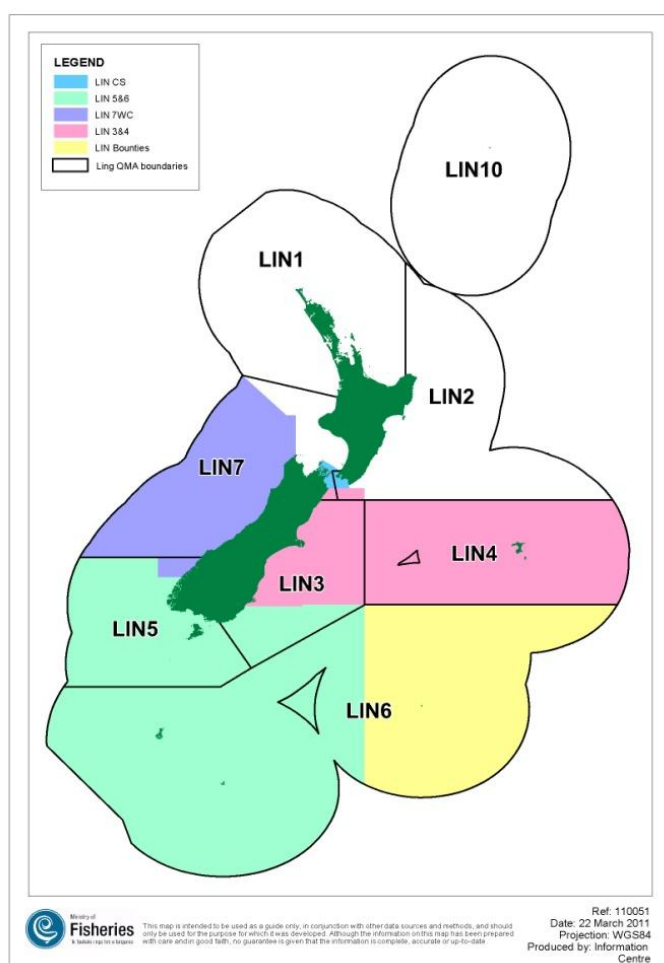 LEGEND
LIN CS
LIN 5&6
LIN 7WC
LIN 3&4
LIN Bounties
Ling QMA boundaries
LIN10
LIN1
LIN2
LIN7
LIN4
LIN3
LIN5
LIN6
Ministry of
Fisheries
This map is intended to be used as a guide only, in conjunction with other data sources and methods, and should
only be used for the purpose for which it was developed. Although the information on this map has been prepared
with care and in good faith, no guarantee is given that the information is complete, accurate or up-to-date.
Ref: 110051
Date: 22 March 2011
Projection: WGS84
Produced by: Information
Centre